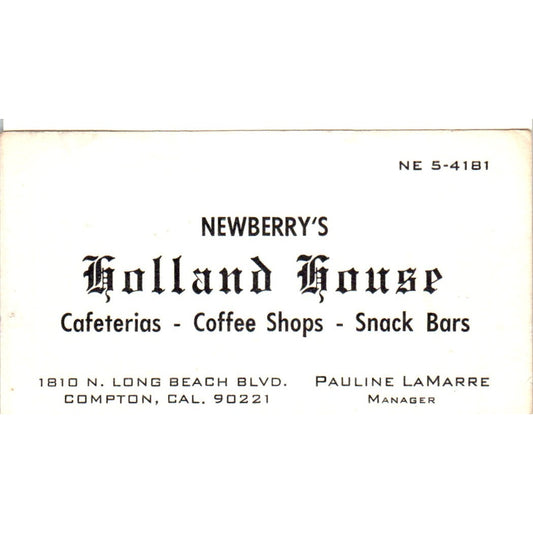 NE 5-4181
NEWBERRY'S
Holland House
Cafeterias - Coffee Shops - Snack Bars
1810 N. LONG BEACH BLVD.
COMPTON, CAL. 90221
PAULINE LAMARRE
MANAGER